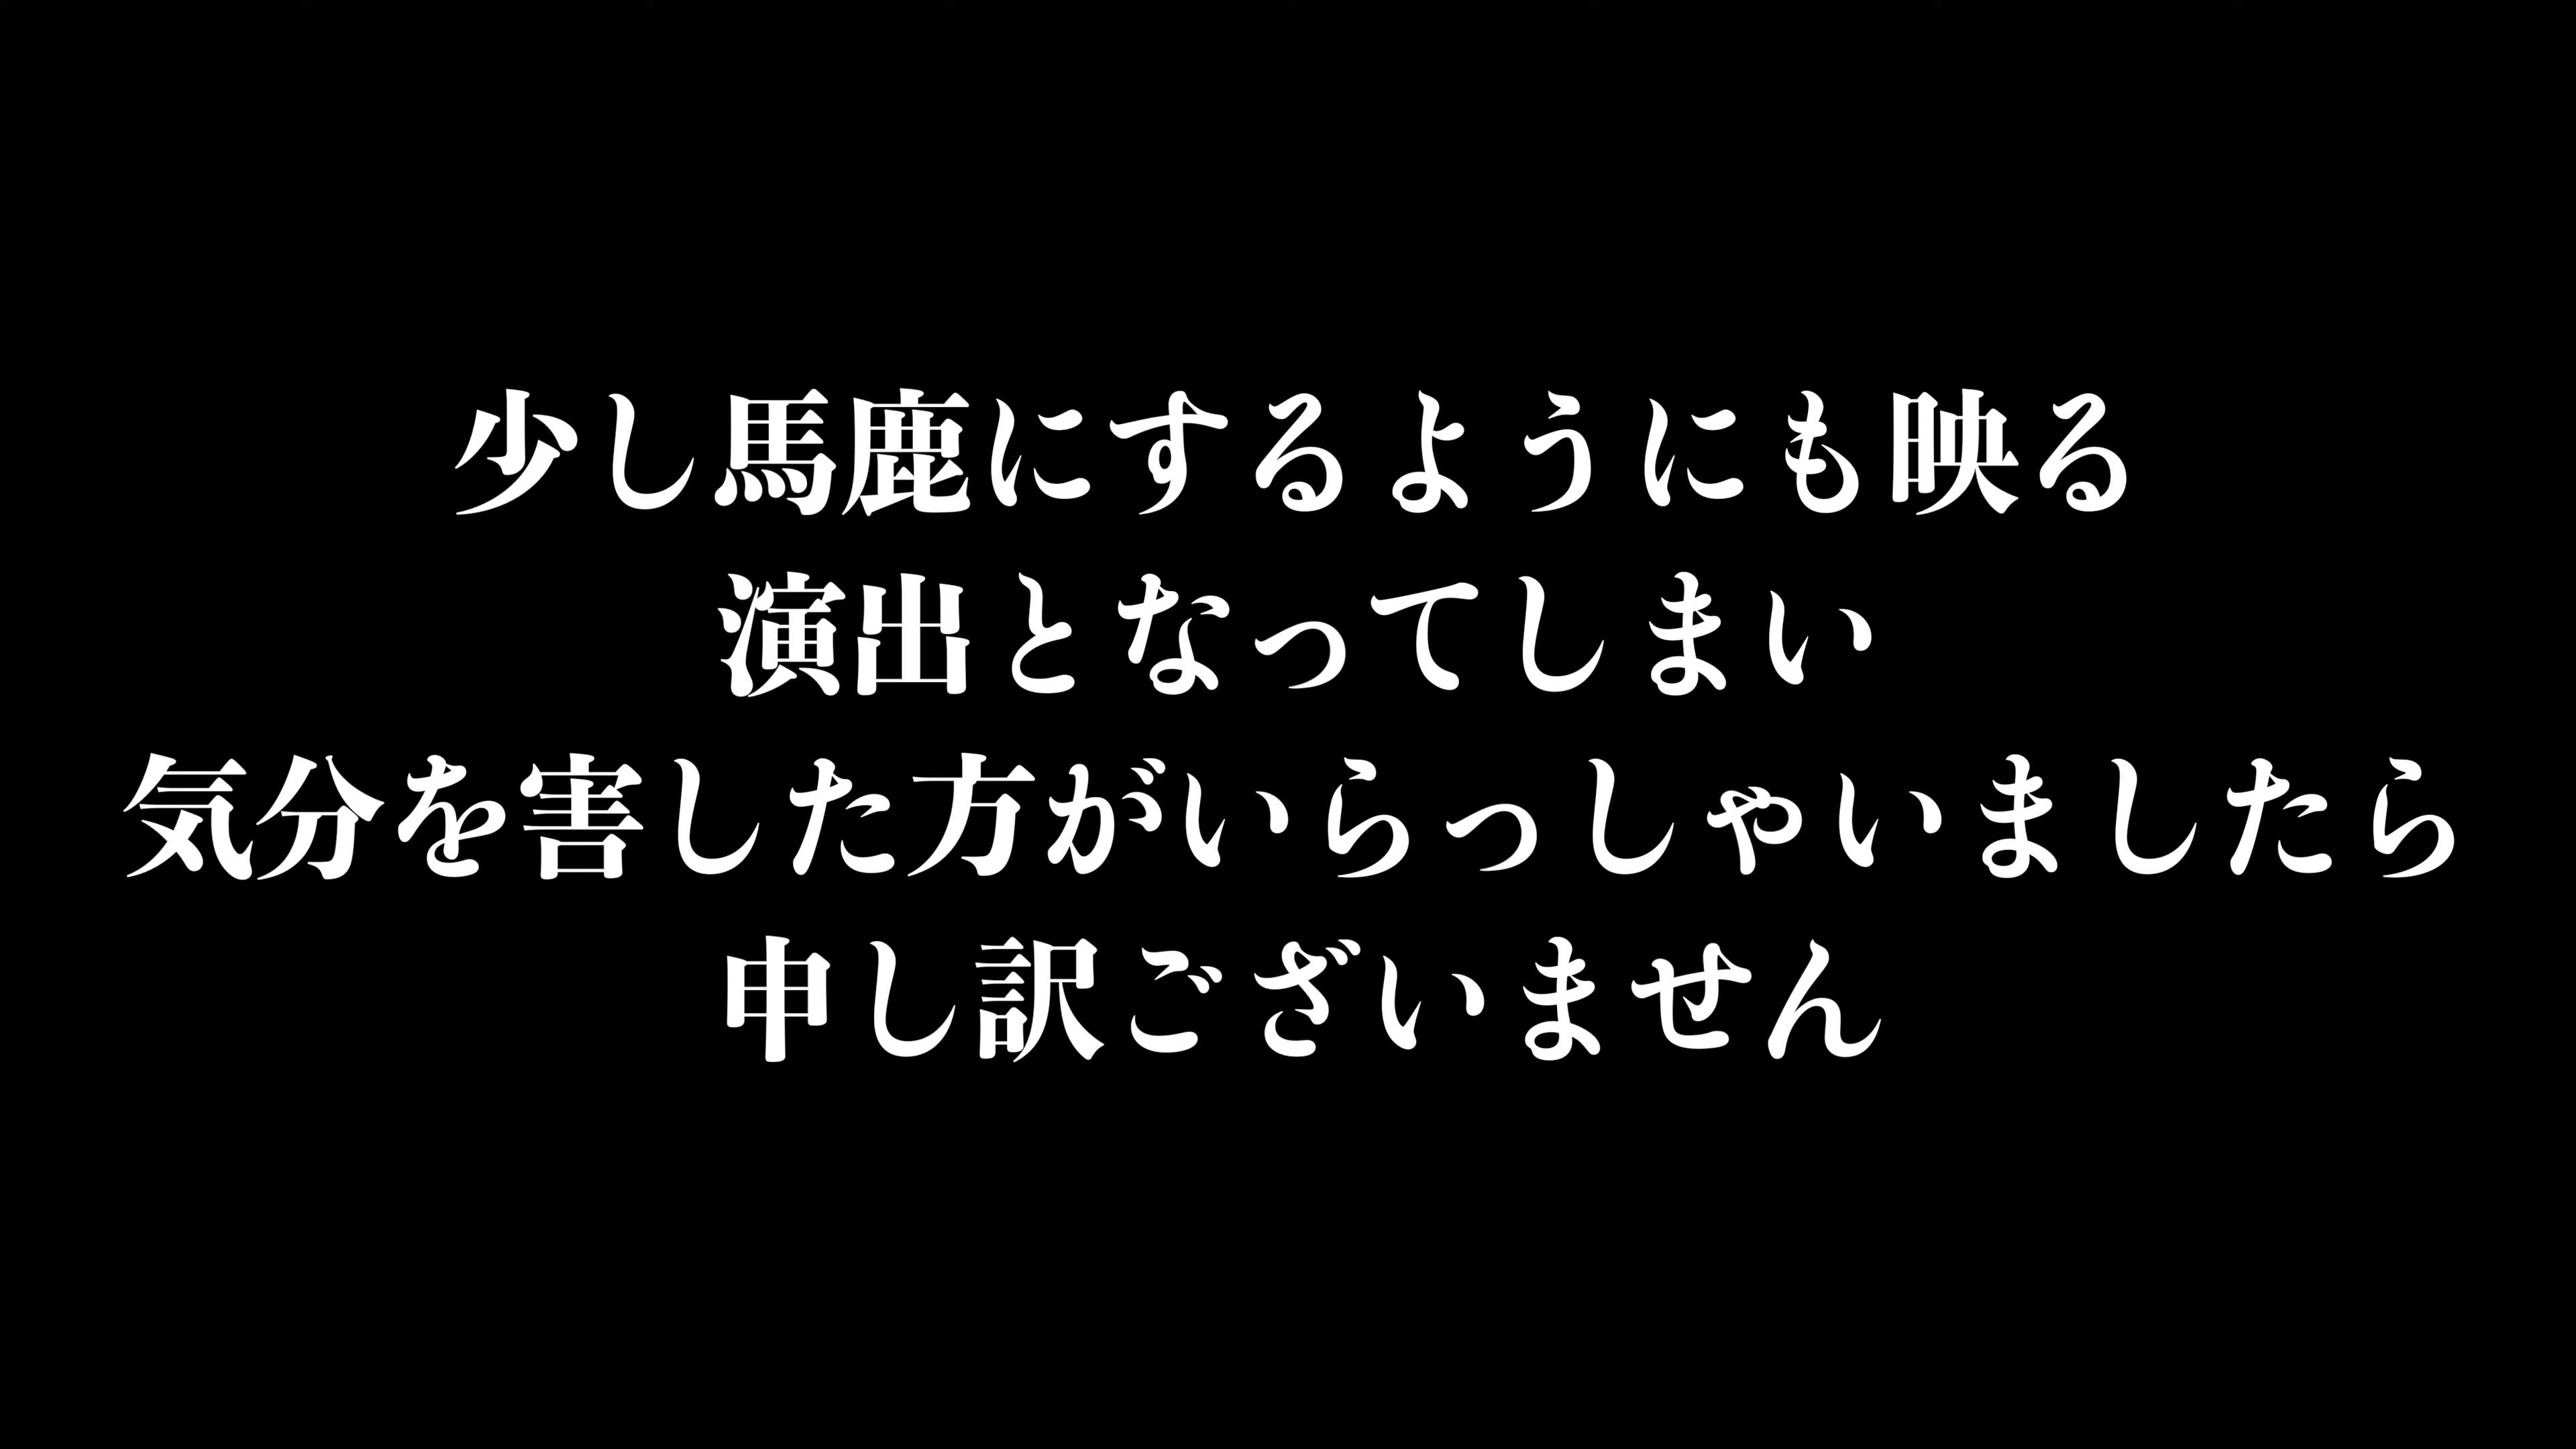 少し馬鹿にするようにも映る
演出となってしまい
気分を害した方がいらっしゃいましたら
申し訳ございません